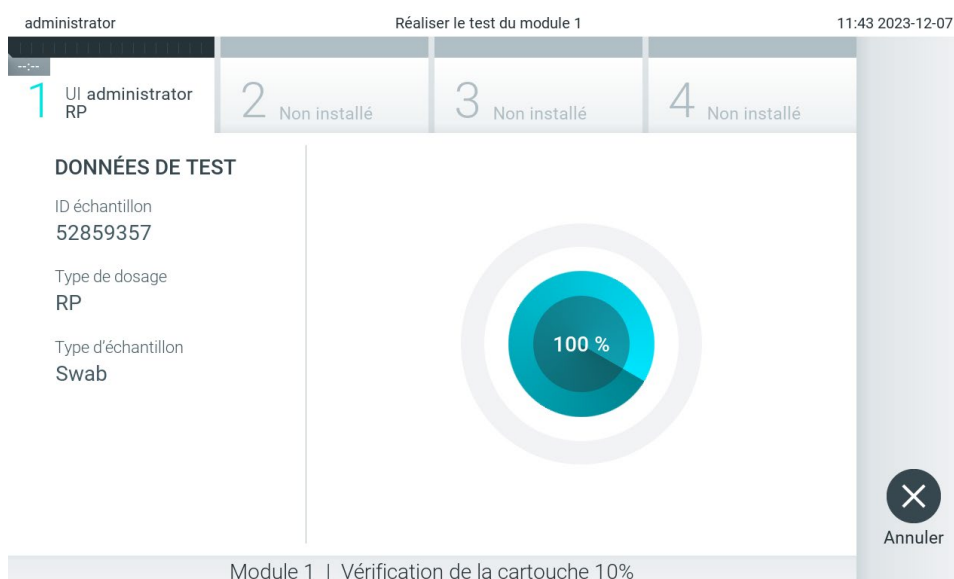 administrator
Réaliser le test du module 1
11:43 2023-12-07
--:--
1
UI administrator
RP
2 Non installé
3 Non installé
4 Non installé
DONNÉES DE TEST
ID échantillon
52859357
Type de dosage
RP
Type d’échantillon
Swab
100 %
Annuler
Module 1 | Vérification de la cartouche 10%